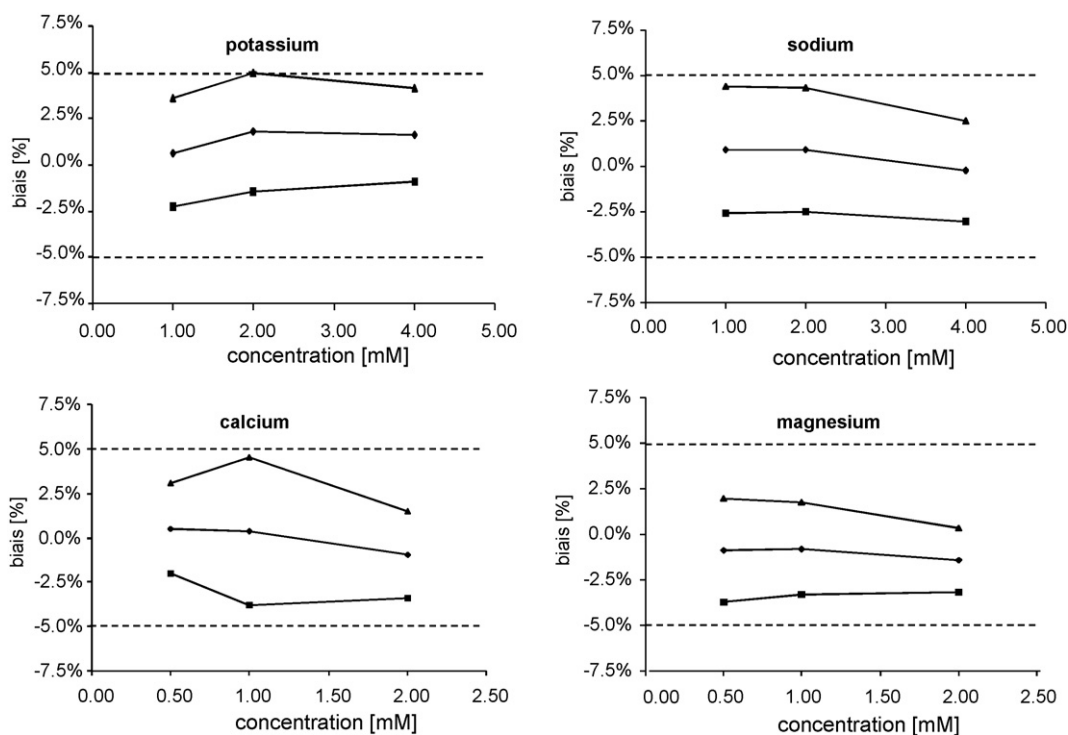 potassium
7.5%
5.0%
2.5%
0.0%
-2.5%
-5.0%
-7.5%
biais [%]
0.00 1.00 2.00 3.00 4.00 5.00
concentration [mM]
sodium
7.5%
5.0%
2.5%
0.0%
-2.5%
-5.0%
-7.5%
biais [%]
0.00 1.00 2.00 3.00 4.00 5.00
concentration [mM]
calcium
7.5%
5.0%
2.5%
0.0%
-2.5%
-5.0%
-7.5%
biais [%]
0.00 0.50 1.00 2.00 2.50
concentration [mM]
magnesium
7.5%
5.0%
2.5%
0.0%
-2.5%
-5.0%
-7.5%
biais [%]
0.00 0.50 1.00 2.00 2.50
concentration [mM]